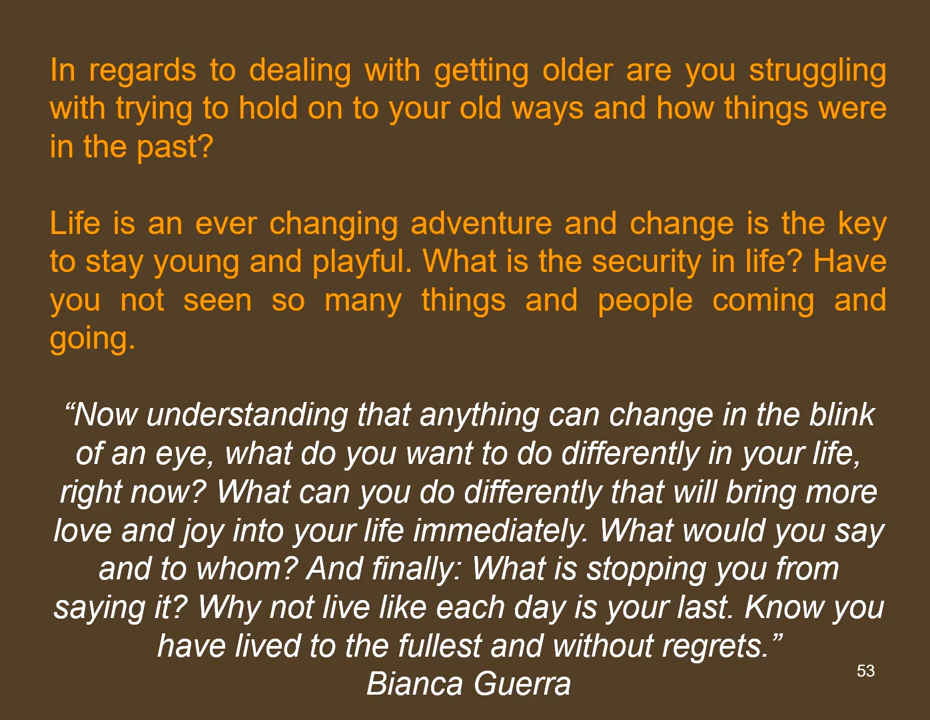 In regards to dealing with getting older are you struggling
with trying to hold on to your old ways and how things were
in the past?
Life is an ever changing adventure and change is the key
to stay young and playful. What is the security in life? Have
you not seen so many things and people coming and
going.
“Now understanding that anything can change in the blink
of an eye, what do you want to do differently in your life,
right now? What can you do differently that will bring more
love and joy into your life immediately. What would you say
and to whom? And finally: What is stopping you from
saying it? Why not live like each day is your last. Know you
have lived to the fullest and without regrets.”
53
Bianca Guerra